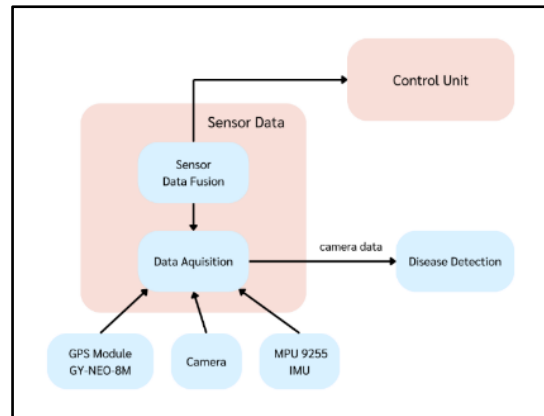 Control Unit
Sensor Data
Sensor
Data Fusion
camera data
Data Aquisition
Disease Detection
GPS Module
GY-NEO-8M
Camera
MPU 9255
IMU